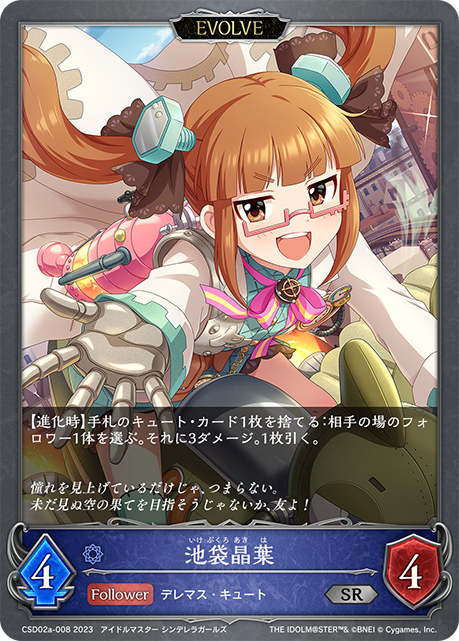 EVOLVE
【進化時】手札のキュート・カード1枚を捨てる:相手の場のフォ
ロワー1体を選ぶ。それに3ダメージ。1枚引く。
憧れを見上げているだけじゃ、つまらない。
未だ見ぬ空の果てを目指そうじゃないか、友よ!
いけ ぶくろ あき は
池袋晶葉
4
4
Follower
デレマス・キュート
SR
CSD02a-008 2023 アイドルマスター シンデレラガールズ
THE IDOLM@STER™& ©BNEI © Cygames, Inc.